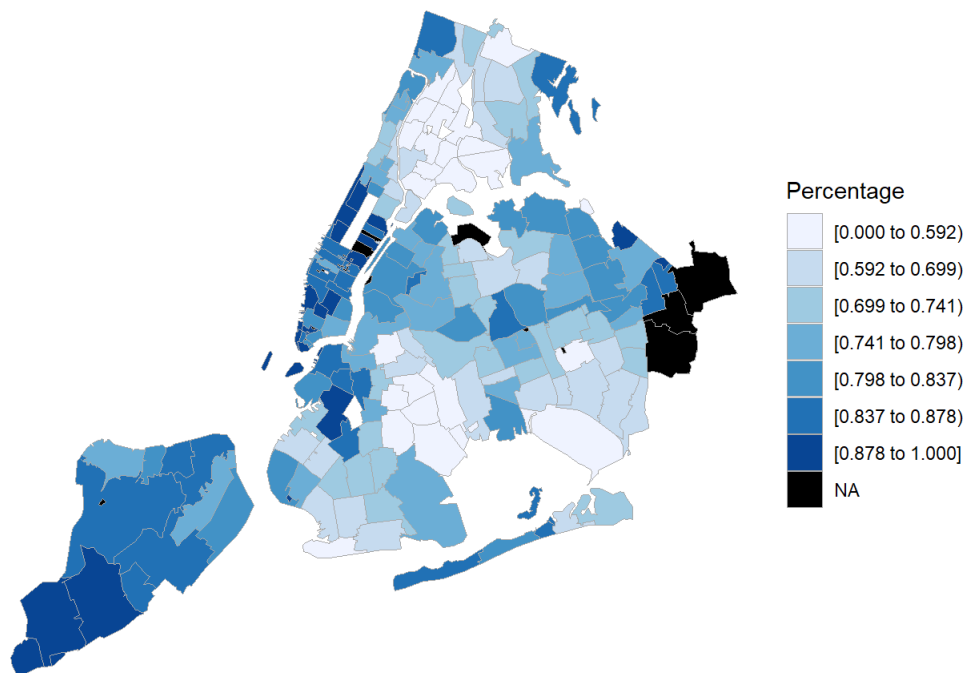 Percentage
[0.000 to 0.592)
[0.592 to 0.699)
[0.699 to 0.741)
[0.741 to 0.798)
[0.798 to 0.837)
[0.837 to 0.878)
[0.878 to 1.000]
NA